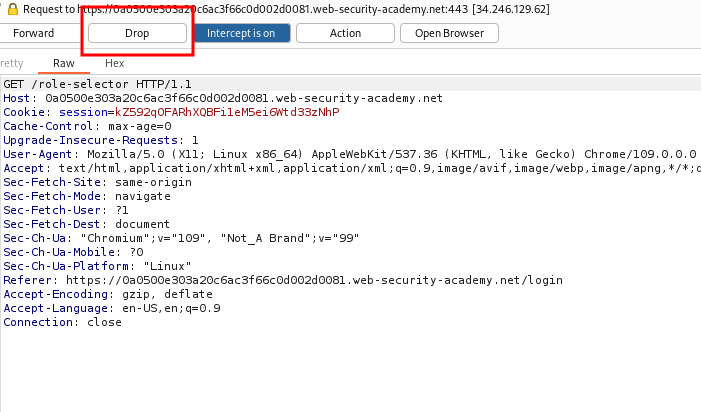 Request to https://0a0500e303a20c6ac3f66c0d002d0081.web-security-academy.net:443 [34.246.129.62]
Forward Drop Intercept is on Action Open Browser
retty Raw Hex
GET /role-selector HTTP/1.1
Host: 0a0500e303a20c6ac3f66c0d002d0081.web-security-academy.net
Cookie: session=kZ592qOFARhXQBFi1eM5ei6Wtd33zNhP
Cache-Control: max-age=0
Upgrade-Insecure-Requests: 1
User-Agent: Mozilla/5.0 (X11; Linux x86_64) AppleWebKit/537.36 (KHTML, like Gecko) Chrome/109.0.0.0
Accept: text/html,application/xhtml+xml,application/xml;q=0.9,image/avif,image/webp,image/apng,*/*;q
Sec-Fetch-Site: same-origin
Sec-Fetch-Mode: navigate
Sec-Fetch-User: ?1
Sec-Fetch-Dest: document
Sec-Ch-Ua: "Chromium";v="109", "Not_A Brand";v="99"
Sec-Ch-Ua-Mobile: ?0
Sec-Ch-Ua-Platform: "Linux"
Referer: https://0a0500e303a20c6ac3f66c0d002d0081.web-security-academy.net/login
Accept-Encoding: gzip, deflate
Accept-Language: en-US,en;q=0.9
Connection: close